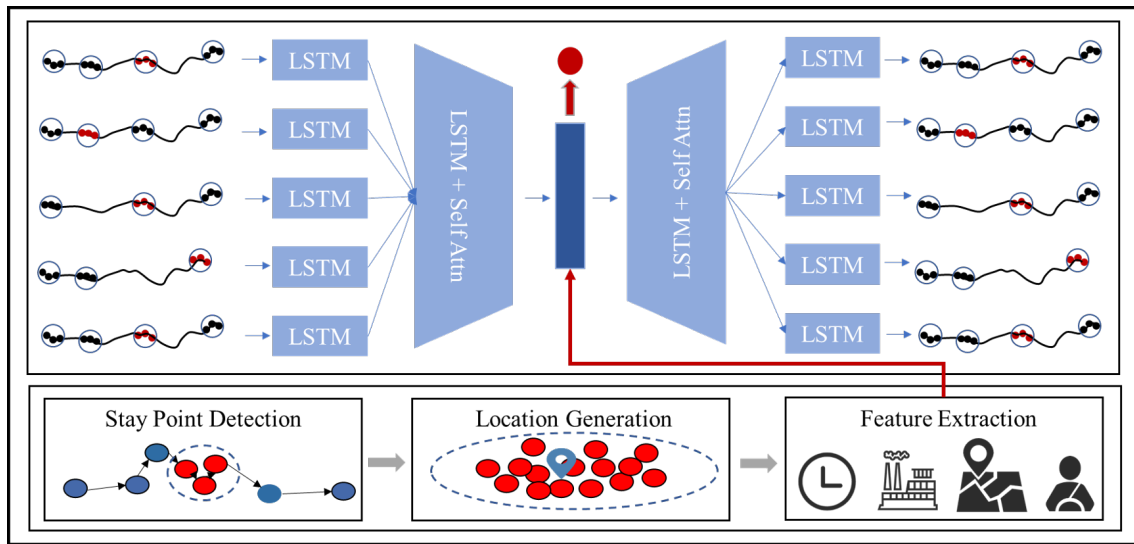 LSTM
LSTM
LSTM
LSTM
LSTM
LSTM + Self Attn
LSTM + Self Attn
LSTM
LSTM
LSTM
LSTM
LSTM
Stay Point Detection
Location Generation
Feature Extraction